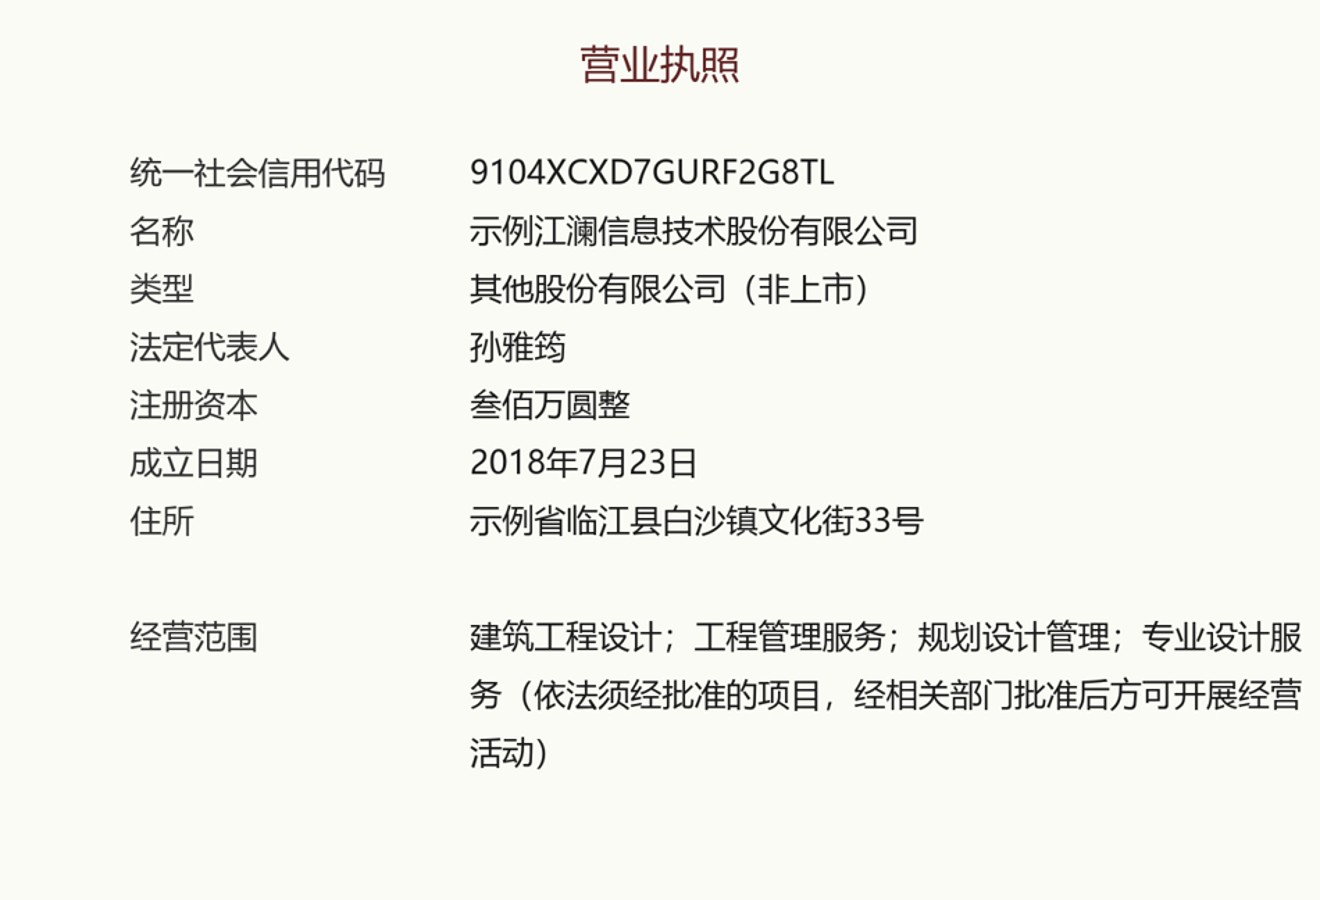 营业执照
统一社会信用代码 9104XCXD7GURF2G8TL
名称 示例江澜信息技术股份有限公司
类型 其他股份有限公司（非上市）
法定代表人 孙雅筠
注册资本 叁佰万圆整
成立日期 2018年7月23日
住所 示例省临江县白沙镇文化街33号
经营范围 建筑工程设计；工程管理服务；规划设计管理；专业设计服
务（依法须经批准的项目，经相关部门批准后方可开展经营
活动）